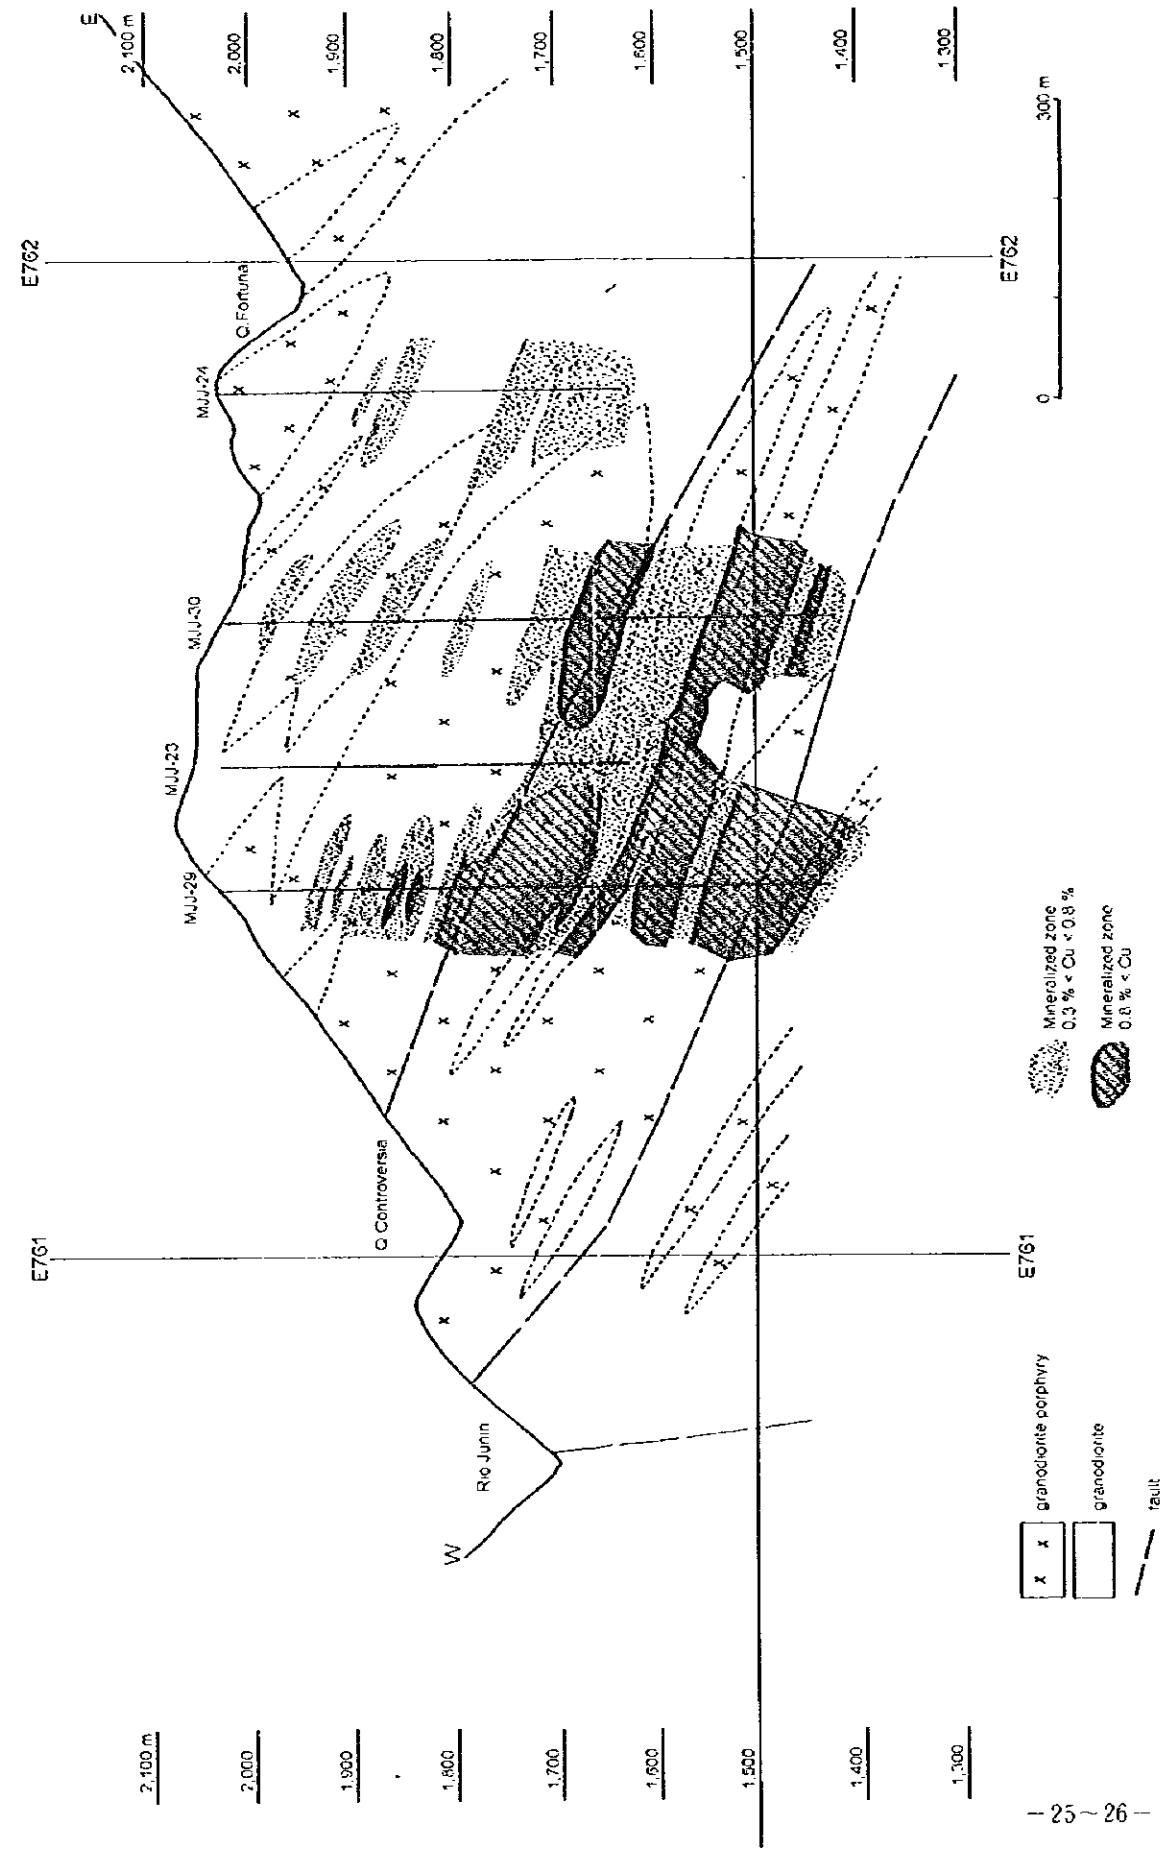 W
E
2,100 m
2,000
1,900
1,800
1,700
1,600
1,500
1,400
1,300
2,100 m
2,000
1,900
1,800
1,700
1,600
1,500
1,400
1,300
E761
E762
E761
E762
Rio Junin
Q Controversia
MJJ-29
MJJ-23
MJJ-30
MJJ-24
Q. Fortuna
x x granodiorite porphyry
granodiorite
fault
Mineralized zone
0.3 % < Cu < 0.8 %
Mineralized zone
0.8 % < Cu
0 300 m
— 25～26 —